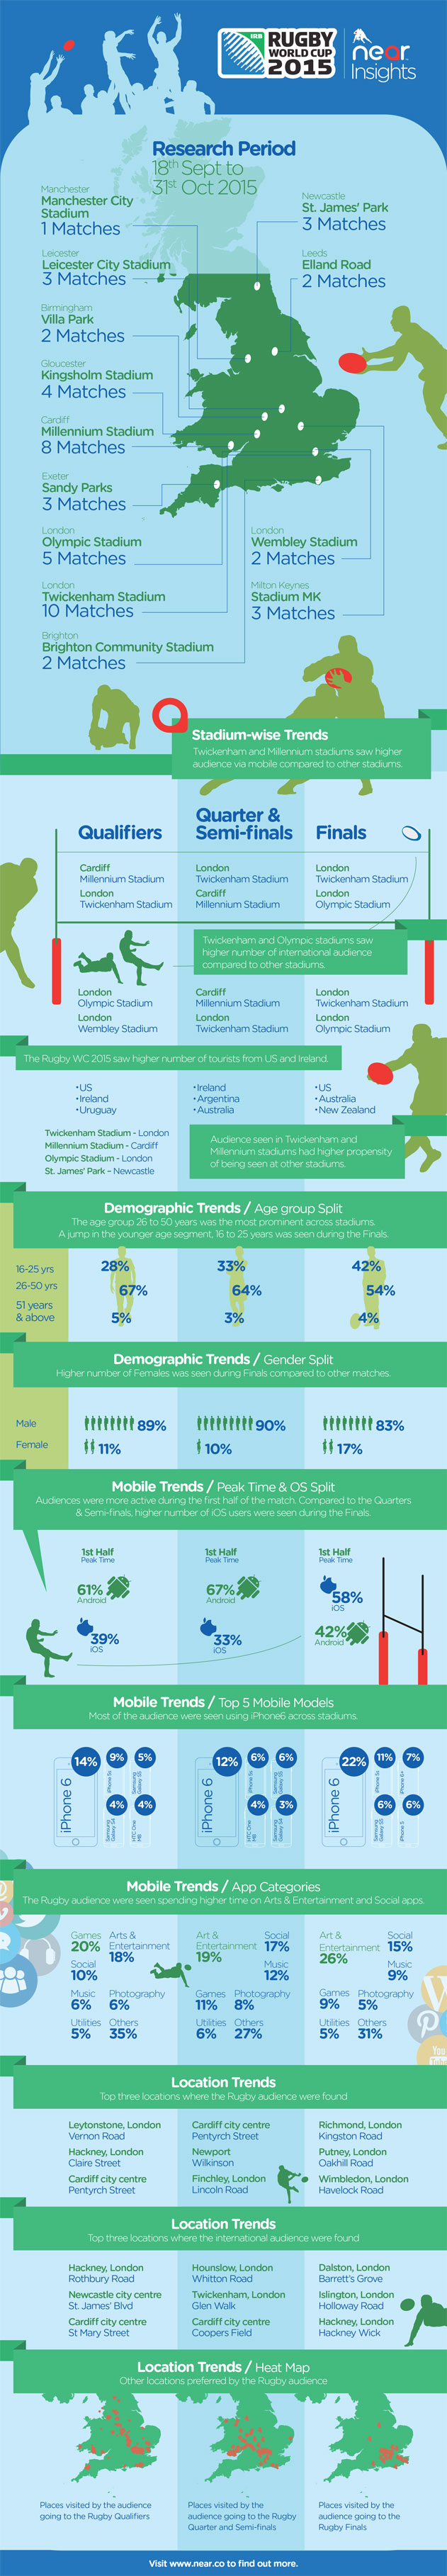 IRB
RUGBY
WORLD CUP
2015
near
Insights
Research Period
18th Sept to
31st Oct 2015
Manchester
Manchester City
Stadium
1 Matches
Newcastle
St. James' Park
3 Matches
Leicester
Leicester City Stadium
3 Matches
Leeds
Elland Road
2 Matches
Birmingham
Villa Park
2 Matches
Gloucester
Kingsholm Stadium
4 Matches
Cardiff
Millennium Stadium
8 Matches
Exeter
Sandy Parks
3 Matches
London
Olympic Stadium
5 Matches
London
Wembley Stadium
2 Matches
London
Twickenham Stadium
10 Matches
Milton Keynes
Stadium MK
3 Matches
Brighton
Brighton Community Stadium
2 Matches
Stadium-wise Trends
Twickenham and Millennium stadiums saw higher
audience via mobile compared to other stadiums.
Qualifiers
Quarter &
Semi-finals
Finals
Cardiff
Millennium Stadium
London
Twickenham Stadium
London
Twickenham Stadium
Cardiff
Millennium Stadium
London
Twickenham Stadium
London
Olympic Stadium
Twickenham and Olympic stadiums saw
higher number of international audience
compared to other stadiums.
London
Olympic Stadium
London
Wembley Stadium
Cardiff
Millennium Stadium
London
Twickenham Stadium
London
Twickenham Stadium
London
Olympic Stadium
The Rugby WC 2015 saw higher number of tourists from US and Ireland.
•US
•Ireland
•Uruguay
•Ireland
•Argentina
•Australia
•US
•Australia
•New Zealand
Twickenham Stadium - London
Millennium Stadium - Cardiff
Olympic Stadium - London
St. James' Park – Newcastle
Audience seen in Twickenham and
Millennium stadiums had higher propensity
of being seen at other stadiums.
Demographic Trends / Age group Split
The age group 26 to 50 years was the most prominent across stadiums.
A jump in the younger age segment, 16 to 25 years was seen during the Finals.
16-25 yrs
28%
33%
42%
26-50 yrs
67%
64%
54%
51 years
& above
5%
3%
4%
Demographic Trends / Gender Split
Higher number of Females was seen during Finals compared to other matches.
Male
89%
90%
83%
Female
11%
10%
17%
Mobile Trends / Peak Time & OS Split
Audiences were more active during the first half of the match. Compared to the Quarters
& Semi-finals, higher number of iOS users were seen during the Finals.
1st Half
Peak Time
61%
Android
39%
iOS
1st Half
Peak Time
67%
Android
33%
iOS
1st Half
Peak Time
58%
iOS
42%
Android
Mobile Trends / Top 5 Mobile Models
Most of the audience were seen using iPhone6 across stadiums.
iPhone 6
14%
9%
iPhone 5s
5%
Samsung
Galaxy S5
4%
Samsung
Galaxy S4
4%
HTC One
M8
iPhone 6
12%
6%
iPhone 5s
6%
Samsung
Galaxy S5
4%
HTC One
M8
3%
Samsung
Galaxy S4
iPhone 6
22%
11%
iPhone 5s
7%
iPhone 6+
6%
Samsung
Galaxy S5
6%
iPhone 5
Mobile Trends / App Categories
The Rugby audience were seen spending higher time on Arts & Entertainment and Social apps.
Games
20%
Arts &
Entertainment
18%
Social
10%
Music
6%
Photography
6%
Utilities
5%
Others
35%
Art &
Entertainment
19%
Social
17%
Music
12%
Games
11%
Photography
8%
Utilities
6%
Others
27%
Art &
Entertainment
26%
Social
15%
Music
9%
Games
9%
Photography
5%
Utilities
5%
Others
31%
You
Location Trends
Top three locations where the Rugby audience were found
Leytonstone, London
Vernon Road
Hackney, London
Claire Street
Cardiff city centre
Pentyrch Street
Cardiff city centre
Pentyrch Street
Newport
Wilkinson
Finchley, London
Lincoln Road
Richmond, London
Kingston Road
Putney, London
Oakhill Road
Wimbledon, London
Havelock Road
Location Trends
Top three locations where the international audience were found
Hackney, London
Rothbury Road
Newcastle city centre
St. James' Blvd
Cardiff city centre
St Mary Street
Hounslow, London
Whitton Road
Twickenham, London
Glen Walk
Cardiff city centre
Coopers Field
Dalston, London
Barrett's Grove
Islington, London
Holloway Road
Hackney, London
Hackney Wick
Location Trends / Heat Map
Other locations preferred by the Rugby audience
Places visited by the audience
going to the Rugby Qualifiers
Places visited by the
audience going to the Rugby
Quarter and Semi-finals
Places visited by the
audience going to the
Rugby Finals
Visit www.near.co to find out more.